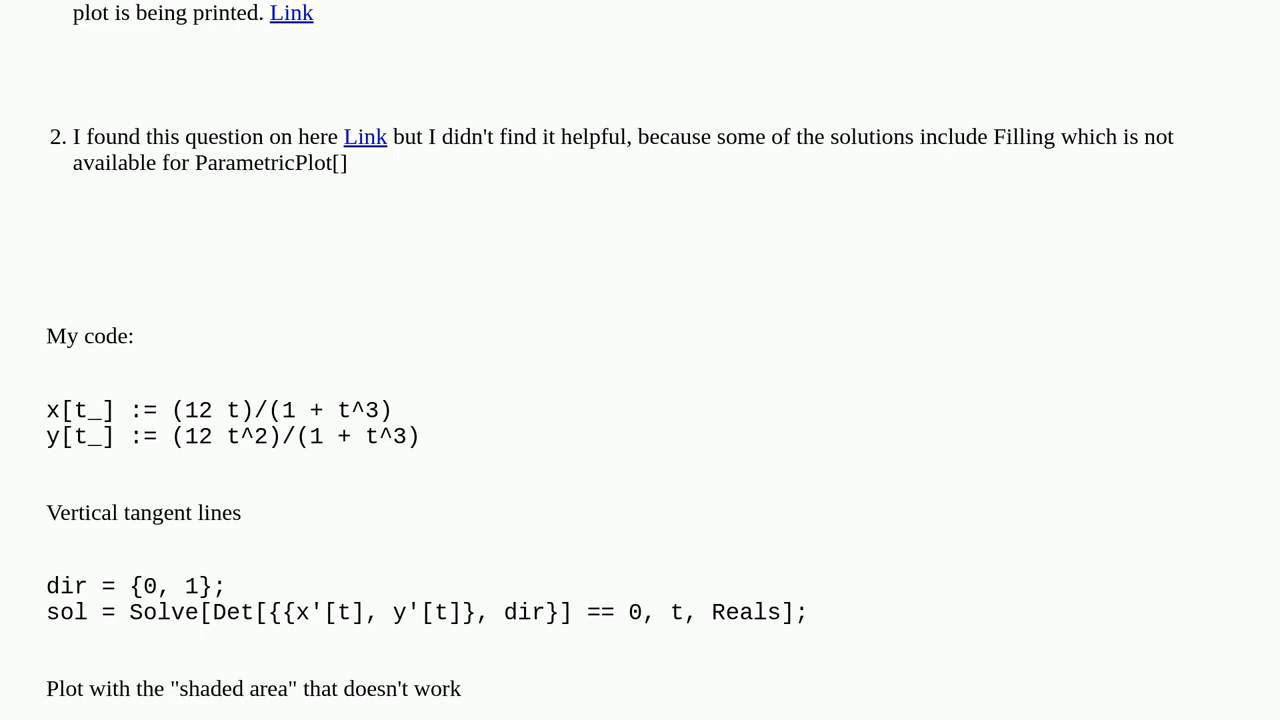 plot is being printed. Link
2. I found this question on here Link but I didn't find it helpful, because some of the solutions include Filling which is not
available for ParametricPlot[]
My code:
x[t_] := (12 t)/(1 + t^3)
y[t_] := (12 t^2)/(1 + t^3)
Vertical tangent lines
dir = {0, 1};
sol = Solve[Det[{{x'[t], y'[t]}, dir}] == 0, t, Reals];
Plot with the "shaded area" that doesn't work